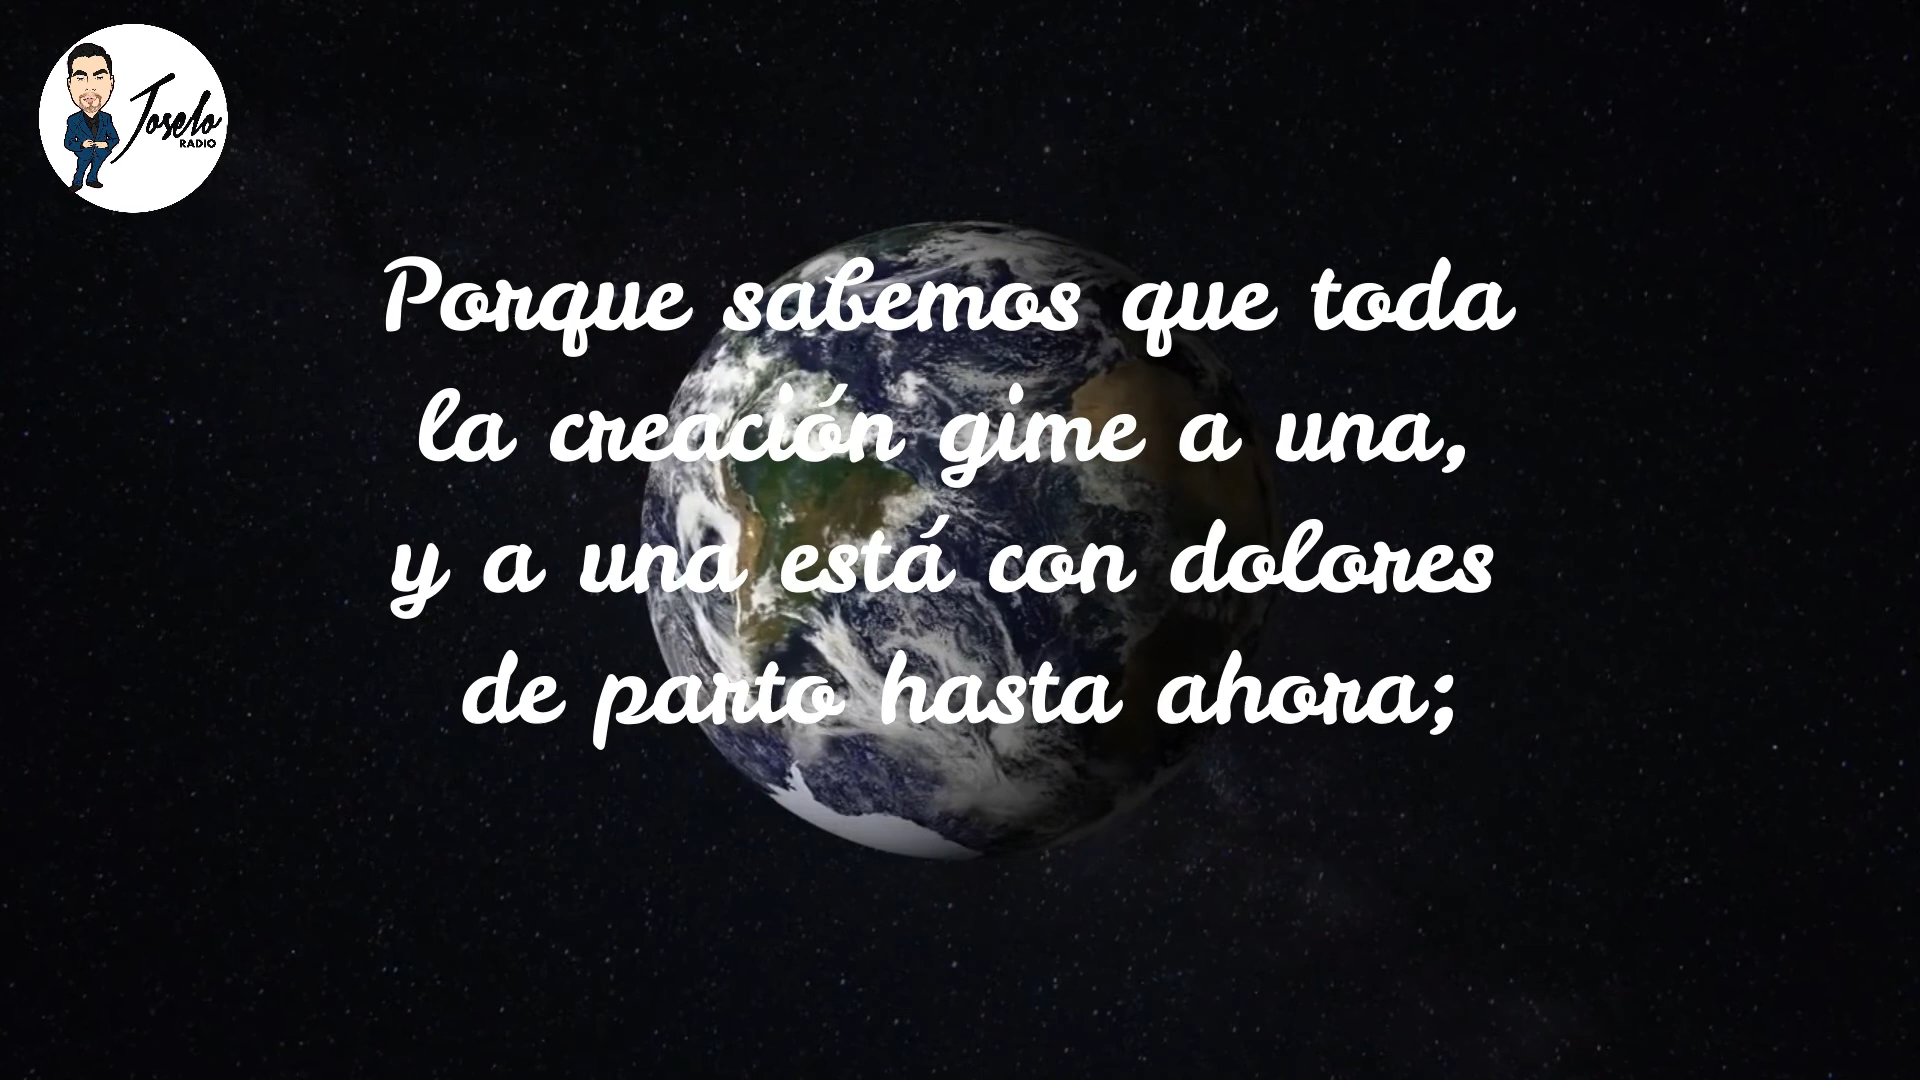 Joselo
RADIO
Porque sabemos que toda
la creación gime a una,
y a una está con dolores
de parto hasta ahora;